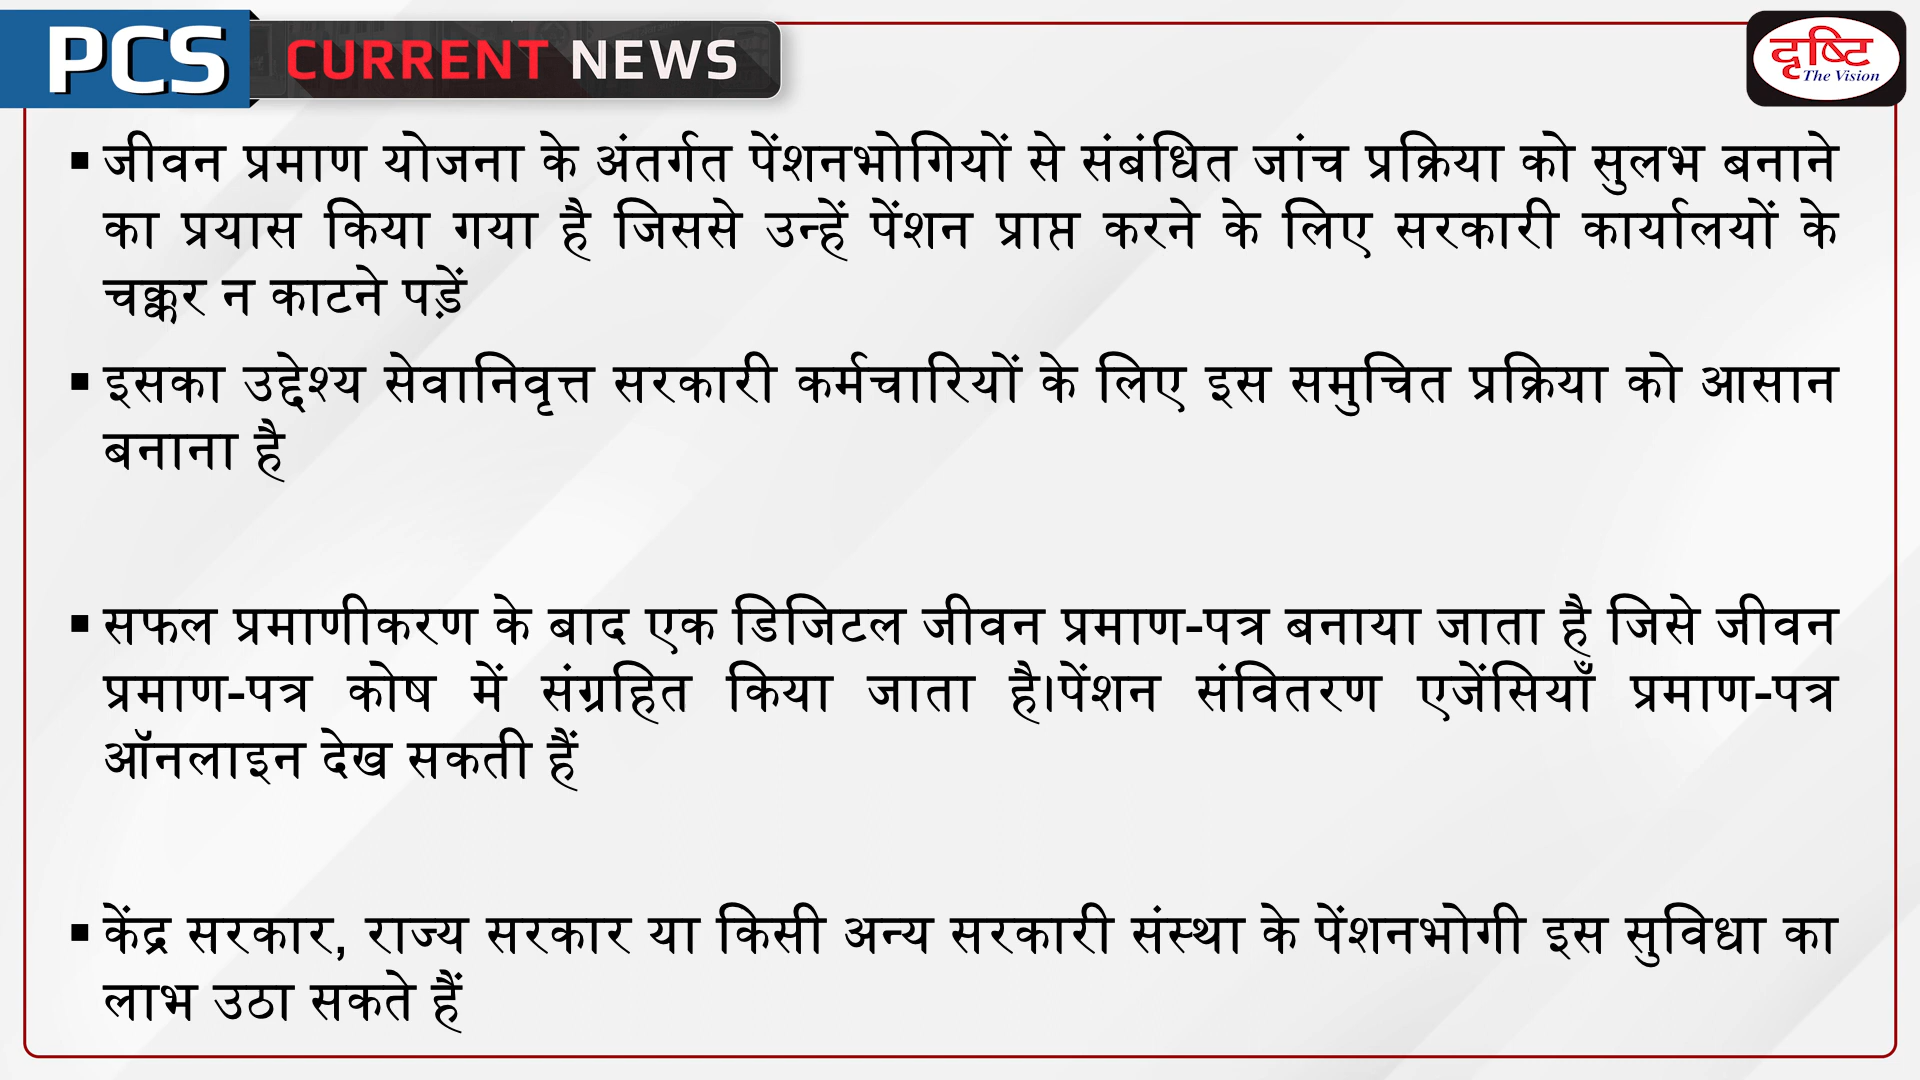 PCS CURRENT NEWS
दृष्टि
The Vision
▪ जीवन प्रमाण योजना के अंतर्गत पेंशनभोगियों से संबंधित जांच प्रक्रिया को सुलभ बनाने
का प्रयास किया गया है जिससे उन्हें पेंशन प्राप्त करने के लिए सरकारी कार्यालयों के
चक्कर न काटने पड़ें
▪ इसका उद्देश्य सेवानिवृत्त सरकारी कर्मचारियों के लिए इस समुचित प्रक्रिया को आसान
बनाना है
▪ सफल प्रमाणीकरण के बाद एक डिजिटल जीवन प्रमाण-पत्र बनाया जाता है जिसे जीवन
प्रमाण-पत्र कोष में संग्रहित किया जाता है।पेंशन संवितरण एजेंसियाँ प्रमाण-पत्र
ऑनलाइन देख सकती हैं
▪ केंद्र सरकार, राज्य सरकार या किसी अन्य सरकारी संस्था के पेंशनभोगी इस सुविधा का
लाभ उठा सकते हैं